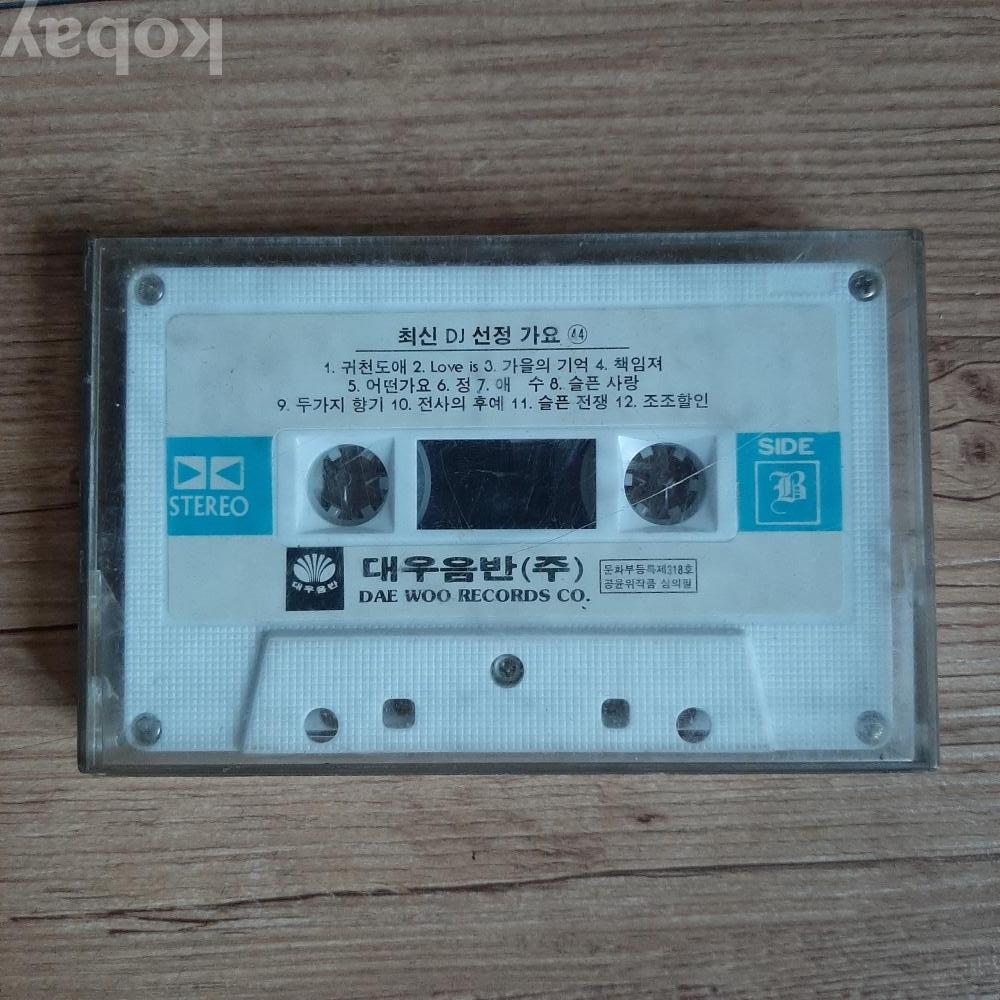 kobay
최신 DJ 선정 가요 ㊹
1. 귀천도애 2. Love is 3. 가을의 기억 4. 책임져
5. 어떤가요 6. 정 7. 애 수 8. 슬픈 사랑
9. 두가지 향기 10. 전사의 후예 11. 슬픈 전쟁 12. 조조할인
STEREO
SIDE
B
대우음반
대우음반(주)
DAE WOO RECORDS CO.
문화부등록제318호
공윤위작품 심의필